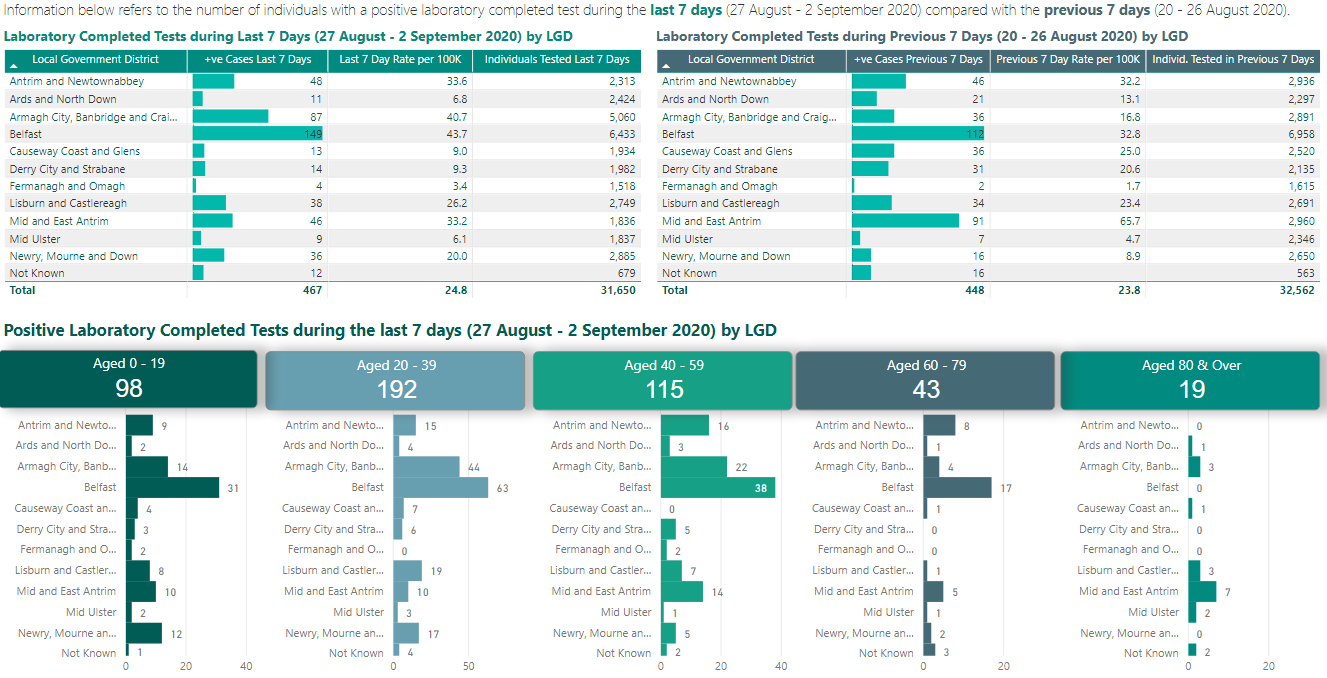 Information below refers to the number of individuals with a positive laboratory completed test during the last 7 days (27 August - 2 September 2020) compared with the previous 7 days (20 - 26 August 2020).
Laboratory Completed Tests during Last 7 Days (27 August - 2 September 2020) by LGD
Local Government District +ve Cases Last 7 Days Last 7 Day Rate per 100K Individuals Tested Last 7 Days
Antrim and Newtownabbey 48 33.6 2,313
Ards and North Down 11 6.8 2,424
Armagh City, Banbridge and Crai... 87 40.7 5,060
Belfast 149 43.7 6,433
Causeway Coast and Glens 13 9.0 1,934
Derry City and Strabane 14 9.3 1,982
Fermanagh and Omagh 4 3.4 1,518
Lisburn and Castlereagh 38 26.2 2,749
Mid and East Antrim 46 33.2 1,836
Mid Ulster 9 6.1 1,837
Newry, Mourne and Down 36 20.0 2,885
Not Known 12 679
Total 467 24.8 31,650
Laboratory Completed Tests during Previous 7 Days (20 - 26 August 2020) by LGD
Local Government District +ve Cases Previous 7 Days Previous 7 Day Rate per 100K Individ. Tested in Previous 7 Days
Antrim and Newtownabbey 46 32.2 2,936
Ards and North Down 21 13.1 2,297
Armagh City, Banbridge and Craig... 36 16.8 2,891
Belfast 112 32.8 6,958
Causeway Coast and Glens 36 25.0 2,520
Derry City and Strabane 31 20.6 2,135
Fermanagh and Omagh 2 1.7 1,615
Lisburn and Castlereagh 34 23.4 2,691
Mid and East Antrim 91 65.7 2,960
Mid Ulster 7 4.7 2,346
Newry, Mourne and Down 16 8.9 2,650
Not Known 16 563
Total 448 23.8 32,562
Positive Laboratory Completed Tests during the last 7 days (27 August - 2 September 2020) by LGD
Aged 0 - 19
98
Antrim and Newto... 9
Ards and North Do... 2
Armagh City, Banb... 14
Belfast 31
Causeway Coast an... 4
Derry City and Stra... 3
Fermanagh and O... 2
Lisburn and Castler... 8
Mid and East Antrim 10
Mid Ulster 2
Newry, Mourne an... 12
Not Known 1
0 20 40
Aged 20 - 39
192
Antrim and Newto... 15
Ards and North Do... 4
Armagh City, Banb... 44
Belfast 63
Causeway Coast an... 7
Derry City and Stra... 6
Fermanagh and O... 0
Lisburn and Castler... 19
Mid and East Antrim 10
Mid Ulster 3
Newry, Mourne an... 17
Not Known 4
0 50
Aged 40 - 59
115
Antrim and Newto... 16
Ards and North Do... 3
Armagh City, Banb... 22
Belfast 38
Causeway Coast an... 0
Derry City and Stra... 5
Fermanagh and O... 2
Lisburn and Castler... 7
Mid and East Antrim 14
Mid Ulster 1
Newry, Mourne an... 5
Not Known 2
0 20 40
Aged 60 - 79
43
Antrim and Newto... 8
Ards and North Do... 1
Armagh City, Banb... 4
Belfast 17
Causeway Coast an... 1
Derry City and Stra... 0
Fermanagh and O... 0
Lisburn and Castler... 1
Mid and East Antrim 5
Mid Ulster 1
Newry, Mourne an... 2
Not Known 3
0 20
Aged 80 & Over
19
Antrim and Newto... 0
Ards and North Do... 1
Armagh City, Banb... 3
Belfast 0
Causeway Coast an... 1
Derry City and Stra... 0
Fermanagh and O... 0
Lisburn and Castler... 3
Mid and East Antrim 7
Mid Ulster 2
Newry, Mourne an... 0
Not Known 2
0 20